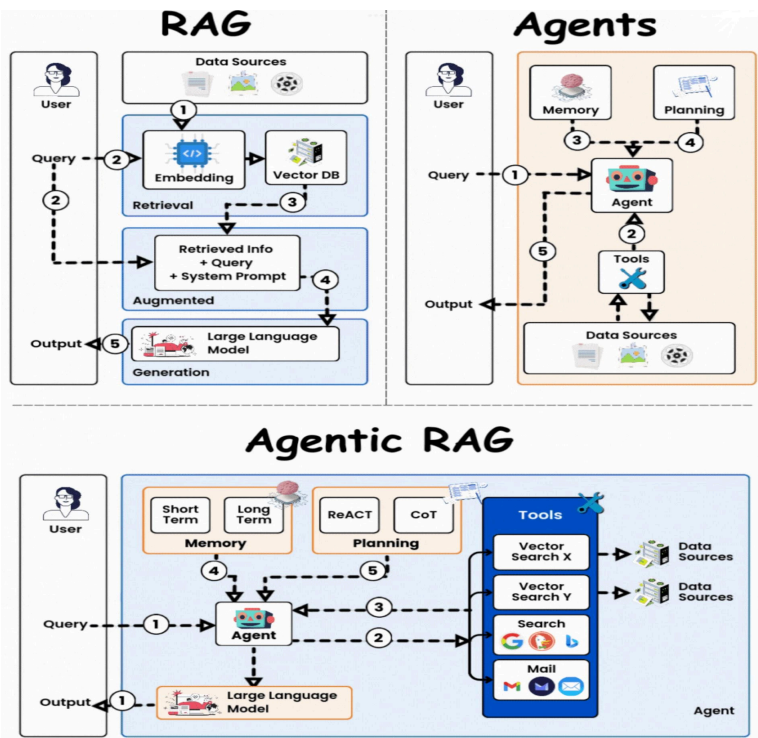 RAG
User
Data Sources
1
Query
2
2
Embedding
Vector DB
Retrieval
3
Retrieved Info
+ Query
+ System Prompt
4
Augmented
Output
5
Large Language
Model
Generation
Agents
User
Memory
Planning
3
4
Query
1
Agent
2
5
Tools
Output
Data Sources
Agentic RAG
User
Short
Term
Long
Term
Memory
ReACT
CoT
Planning
Tools
4
5
Vector
Search X
Data
Sources
Vector
Search Y
Data
Sources
3
Query
1
Agent
2
Search
G
b
Mail
M
Output
1
Large Language
Model
Agent